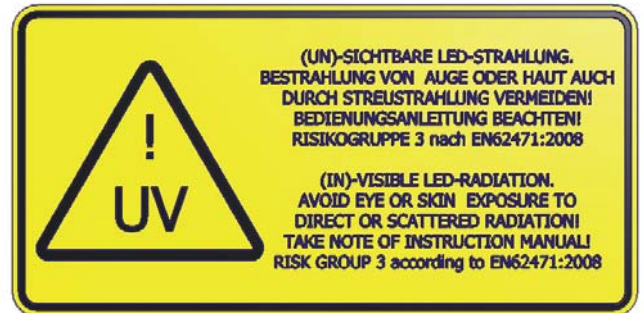 !
UV
(UN)-SICHTBARE LED-STRAHLUNG.
BESTRAHLUNG VON AUGE ODER HAUT AUCH
DURCH STREUSTRAHLUNG VERMEIDEN!
BEDIENUNGSANLEITUNG BEACHTEN!
RISIKOGRUPPE 3 nach EN62471:2008
(IN)-VISIBLE LED-RADIATION.
AVOID EYE OR SKIN EXPOSURE TO
DIRECT OR SCATTERED RADIATION!
TAKE NOTE OF INSTRUCTION MANUAL!
RISK GROUP 3 according to EN62471:2008